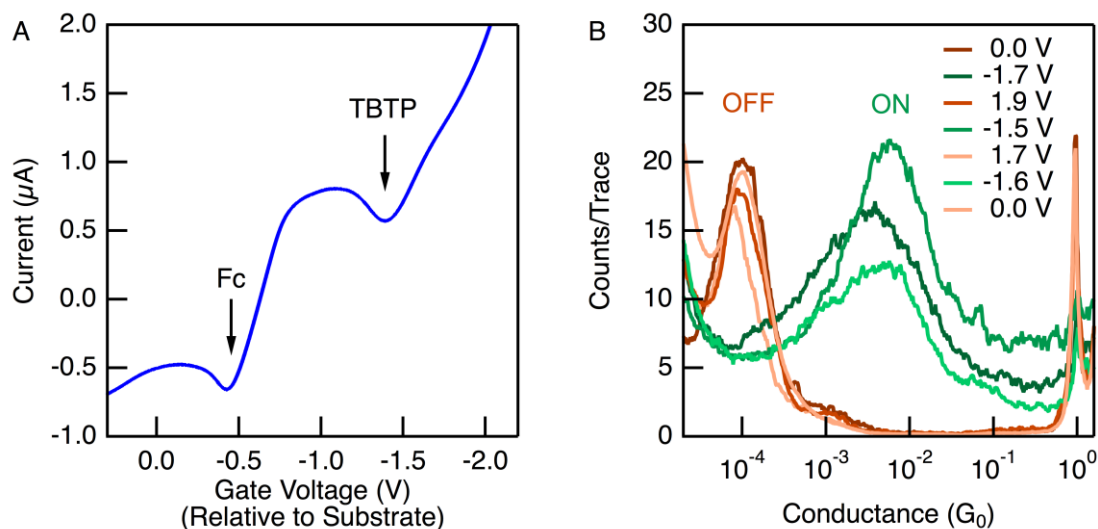 A
2.0
1.5
1.0
0.5
0.0
-0.5
-1.0
Current (µA)
Fc
TBTP
0.0 -0.5 -1.0 -1.5 -2.0
Gate Voltage (V)
(Relative to Substrate)
B
30
25
20
15
10
5
0
Counts/Trace
OFF
ON
0.0 V
-1.7 V
1.9 V
-1.5 V
1.7 V
-1.6 V
0.0 V
10⁻⁴ 10⁻³ 10⁻² 10⁻¹ 10⁰
Conductance (G₀)